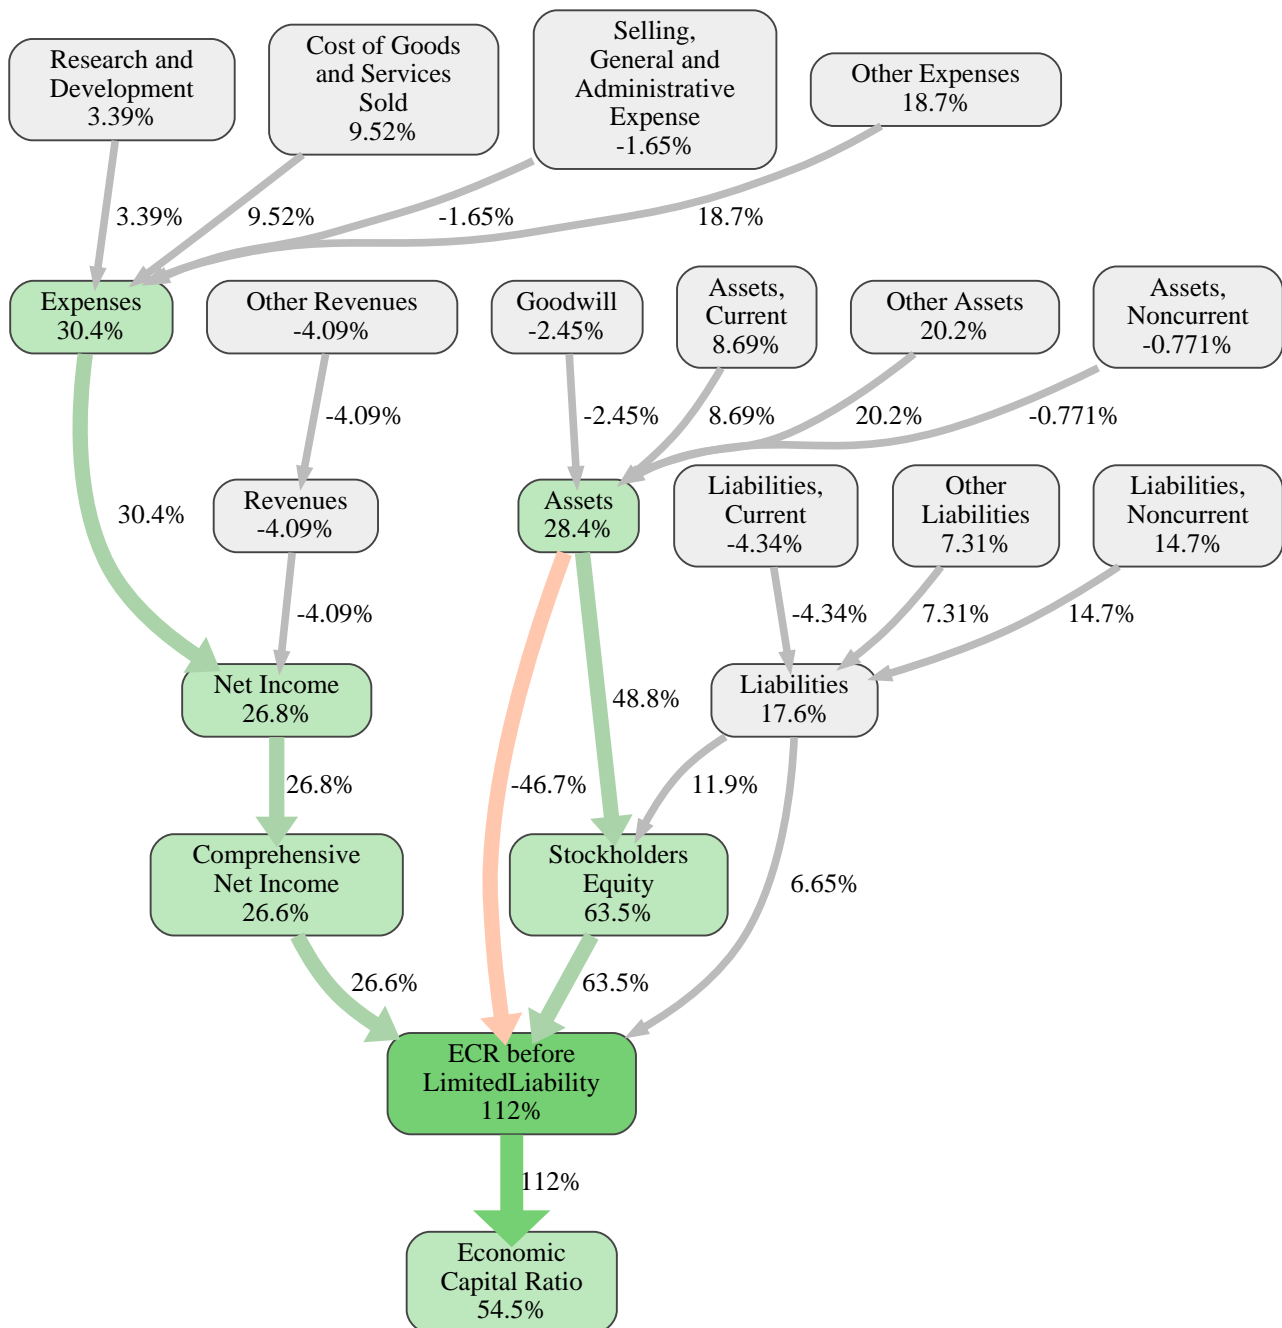 Research and
Development
3.39%
Cost of Goods
and Services
Sold
9.52%
Selling,
General and
Administrative
Expense
-1.65%
Other Expenses
18.7%
3.39%
9.52%
-1.65%
18.7%
Expenses
30.4%
Other Revenues
-4.09%
Goodwill
-2.45%
Assets,
Current
8.69%
Other Assets
20.2%
Assets,
Noncurrent
-0.771%
-4.09%
-2.45%
8.69%
20.2%
-0.771%
30.4%
Revenues
-4.09%
Assets
28.4%
Liabilities,
Current
-4.34%
Other
Liabilities
7.31%
Liabilities,
Noncurrent
14.7%
-4.09%
-4.34%
7.31%
14.7%
Net Income
26.8%
48.8%
Liabilities
17.6%
26.8%
-46.7%
11.9%
Comprehensive
Net Income
26.6%
Stockholders
Equity
63.5%
6.65%
26.6%
63.5%
ECR before
LimitedLiability
112%
112%
Economic
Capital Ratio
54.5%